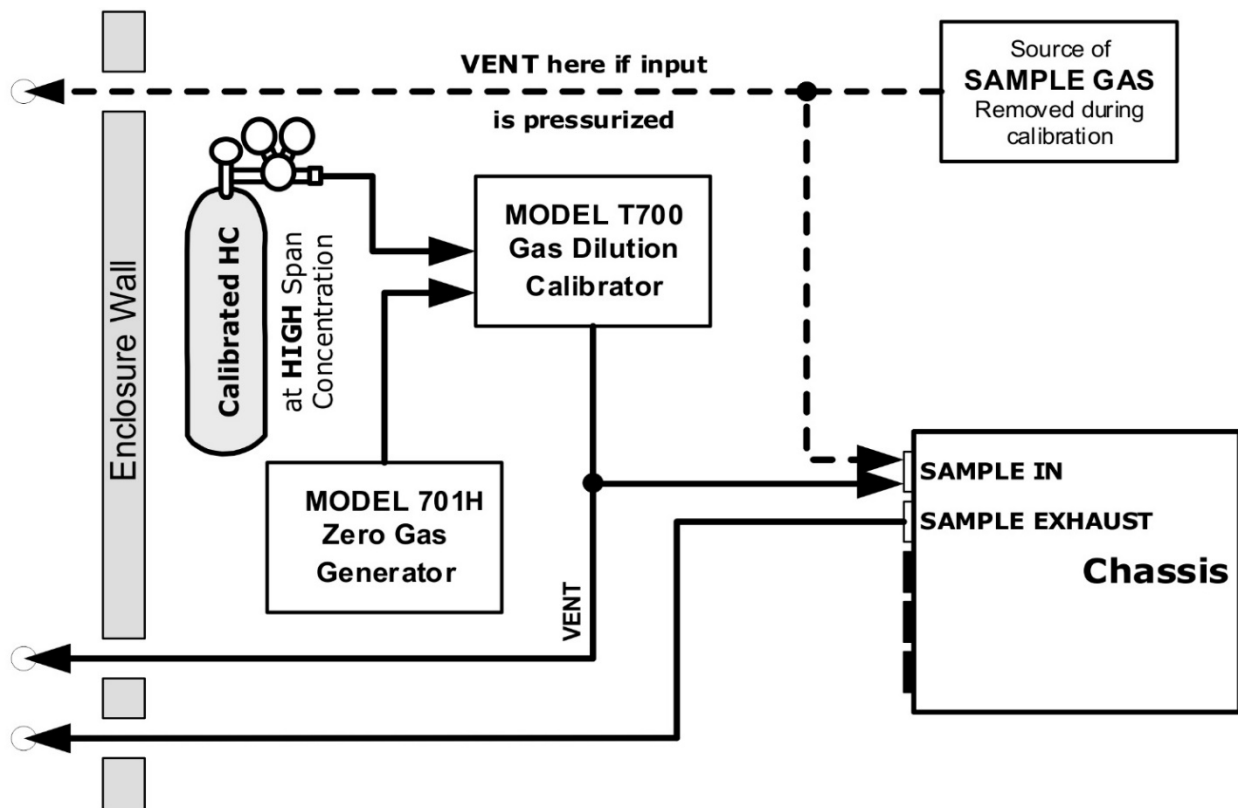 VENT here if input
is pressurized
Source of
SAMPLE GAS
Removed during
calibration
Enclosure Wall
Calibrated HC
at HIGH Span
Concentration
MODEL T700
Gas Dilution
Calibrator
MODEL 701H
Zero Gas
Generator
VENT
SAMPLE IN
SAMPLE EXHAUST
Chassis